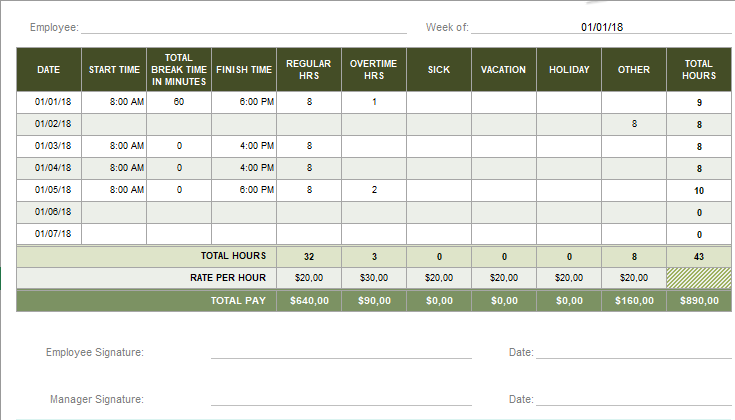 Employee: Week of: 01/01/18
DATE START TIME TOTAL BREAK TIME IN MINUTES FINISH TIME REGULAR HRS OVERTIME HRS SICK VACATION HOLIDAY OTHER TOTAL HOURS
01/01/18 8:00 AM 60 6:00 PM 8 1 9
01/02/18 8 8
01/03/18 8:00 AM 0 4:00 PM 8 8
01/04/18 8:00 AM 0 4:00 PM 8 8
01/05/18 8:00 AM 0 6:00 PM 8 2 10
01/06/18 0
01/07/18 0
TOTAL HOURS 32 3 0 0 0 8 43
RATE PER HOUR $20,00 $30,00 $20,00 $20,00 $20,00 $20,00
TOTAL PAY $640,00 $90,00 $0,00 $0,00 $0,00 $160,00 $890,00
Employee Signature: Date:
Manager Signature: Date: